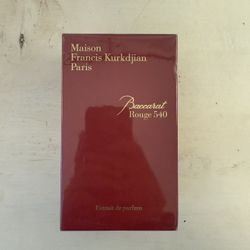 Maison
Francis Kurkdjian
Paris
Baccarat
Rouge 540
Extrait de parfum